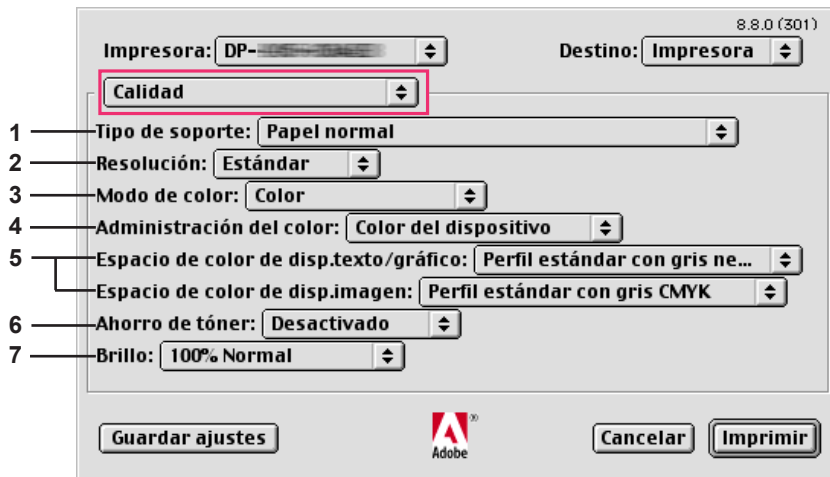 8.8.0 (301)
Impresora: DP- Destino: Impresora
Calidad
1 Tipo de soporte: Papel normal
2 Resolución: Estándar
3 Modo de color: Color
4 Administración del color: Color del dispositivo
5 Espacio de color de disp.texto/gráfico: Perfil estándar con gris ne...
Espacio de color de disp.imagen: Perfil estándar con gris CMYK
6 Ahorro de tóner: Desactivado
7 Brillo: 100% Normal
Guardar ajustes Adobe® Cancelar Imprimir